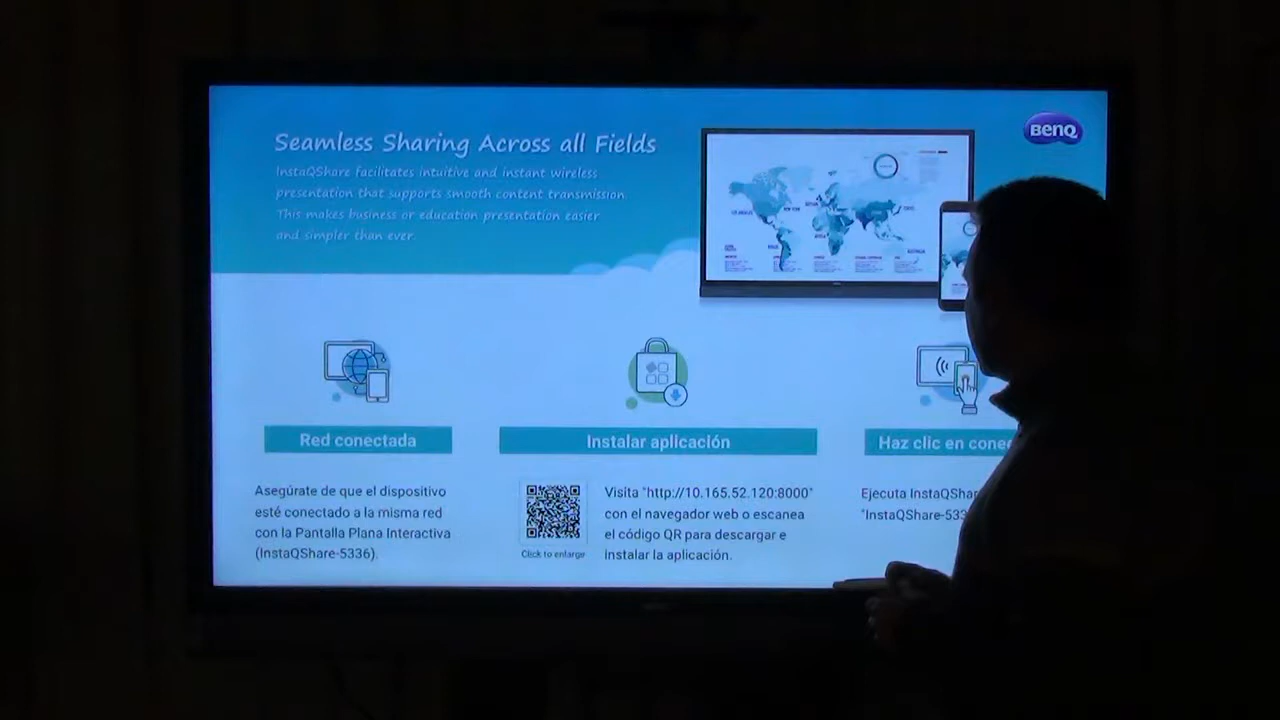 Seamless Sharing Across all Fields
InstaQShare facilitates intuitive and instant wireless
presentation that supports smooth content transmission.
This makes business or education presentation easier
and simpler than ever.
BenQ
Red conectada
Asegúrate de que el dispositivo
esté conectado a la misma red
con la Pantalla Plana Interactiva
(InstaQShare-5336).
Instalar aplicación
Click to enlarge
Visita "http://10.165.52.120:8000"
con el navegador web o escanea
el código QR para descargar e
instalar la aplicación.
Haz clic en
Ejecuta